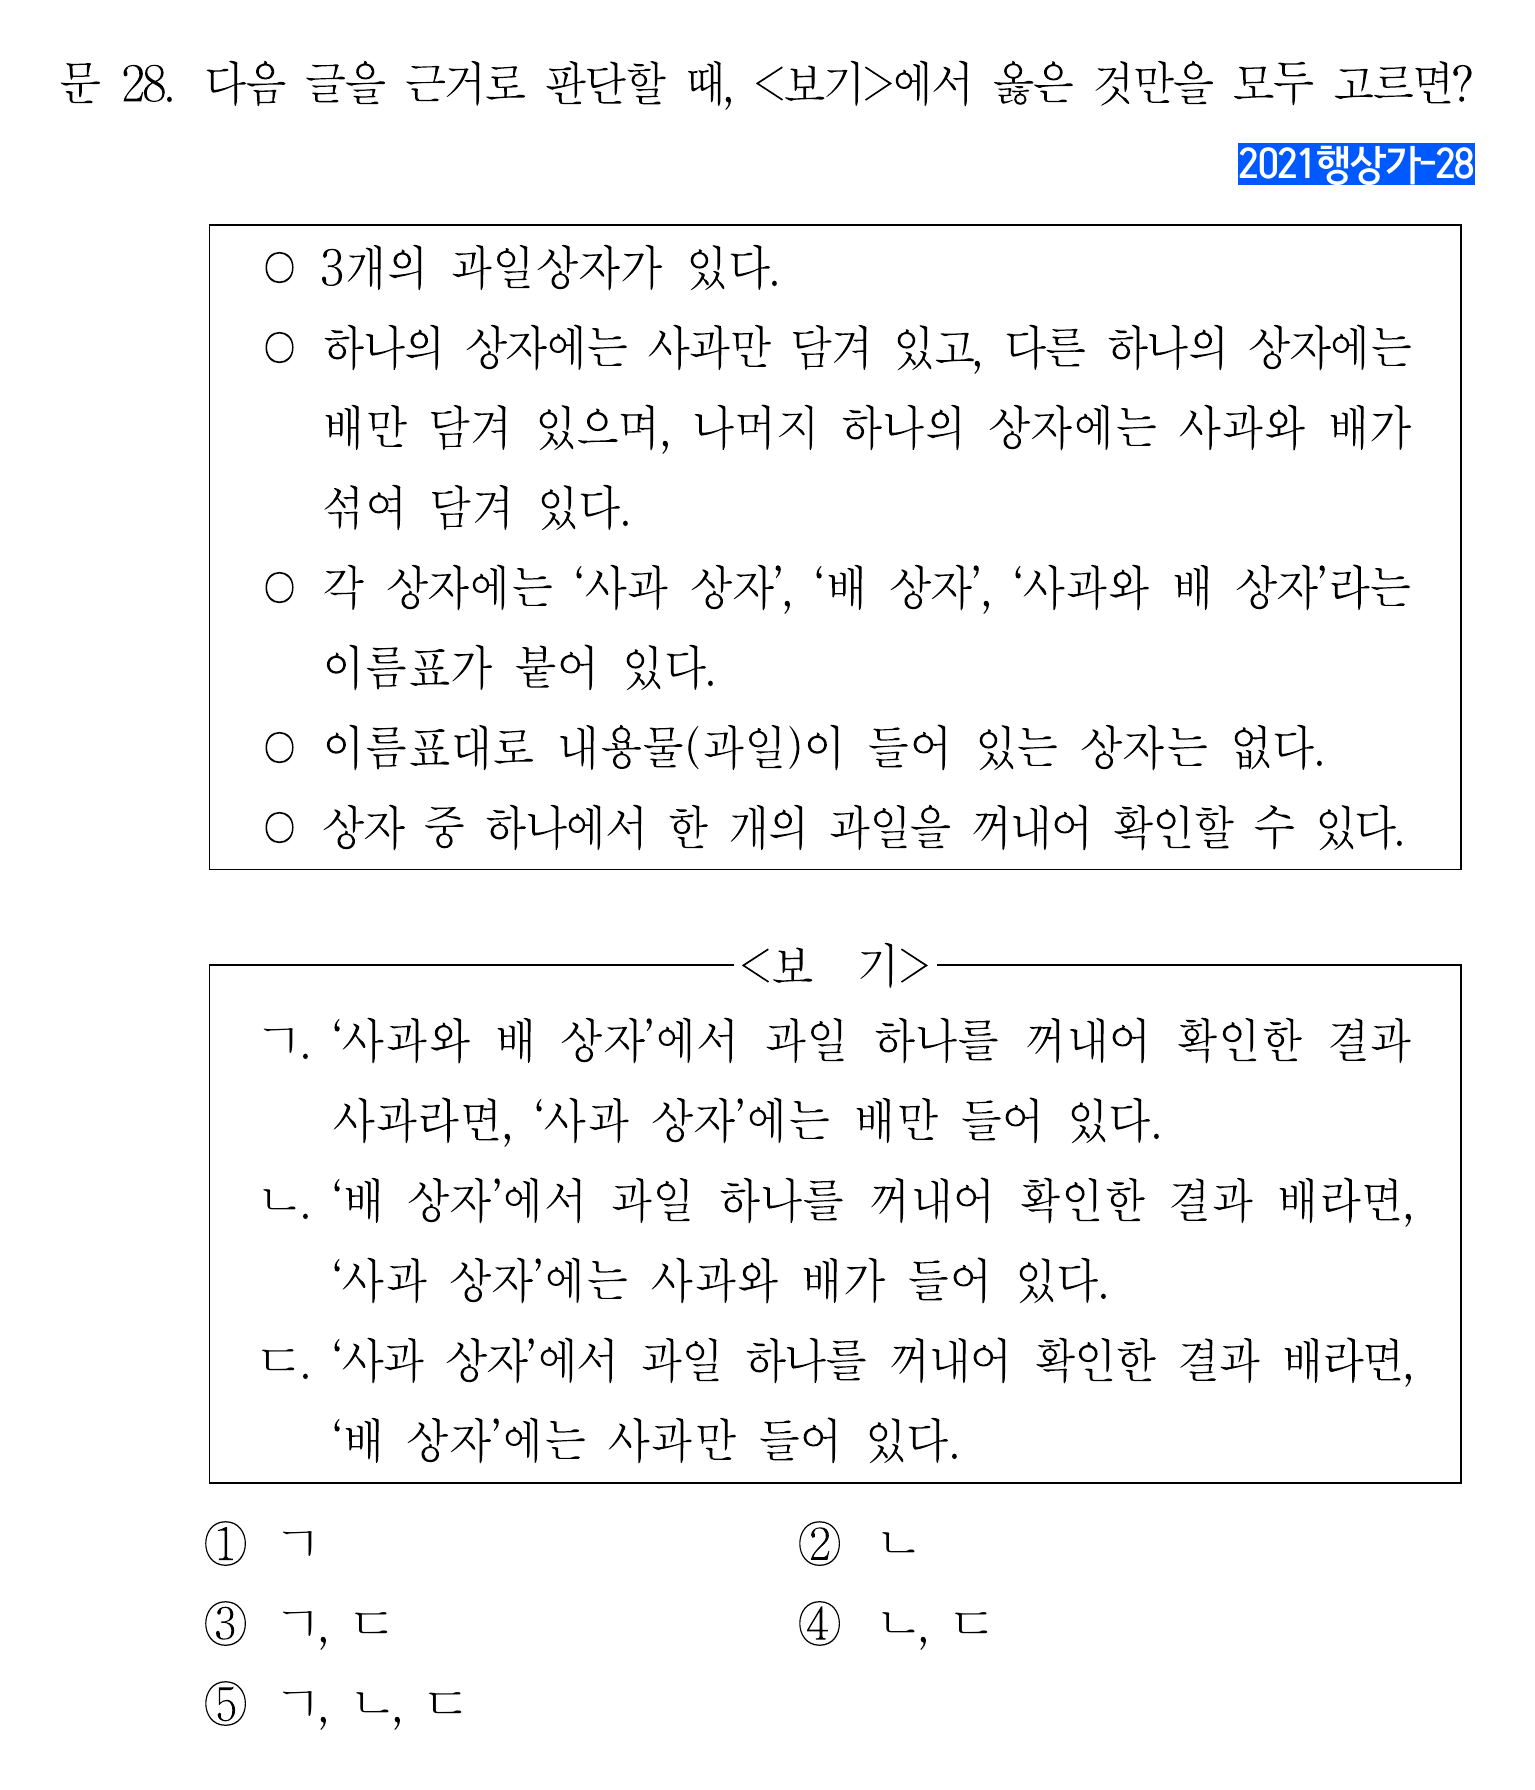 문 28. 다음 글을 근거로 판단할 때, <보기>에서 옳은 것만을 모두 고르면?
2021행상가-28
○ 3개의 과일상자가 있다.
○ 하나의 상자에는 사과만 담겨 있고, 다른 하나의 상자에는
배만 담겨 있으며, 나머지 하나의 상자에는 사과와 배가
섞여 담겨 있다.
○ 각 상자에는 ‘사과 상자’, ‘배 상자’, ‘사과와 배 상자’라는
이름표가 붙어 있다.
○ 이름표대로 내용물(과일)이 들어 있는 상자는 없다.
○ 상자 중 하나에서 한 개의 과일을 꺼내어 확인할 수 있다.
<보 기>
ㄱ. ‘사과와 배 상자’에서 과일 하나를 꺼내어 확인한 결과
사과라면, ‘사과 상자’에는 배만 들어 있다.
ㄴ. ‘배 상자’에서 과일 하나를 꺼내어 확인한 결과 배라면,
‘사과 상자’에는 사과와 배가 들어 있다.
ㄷ. ‘사과 상자’에서 과일 하나를 꺼내어 확인한 결과 배라면,
‘배 상자’에는 사과만 들어 있다.
① ㄱ
② ㄴ
③ ㄱ, ㄷ
④ ㄴ, ㄷ
⑤ ㄱ, ㄴ, ㄷ